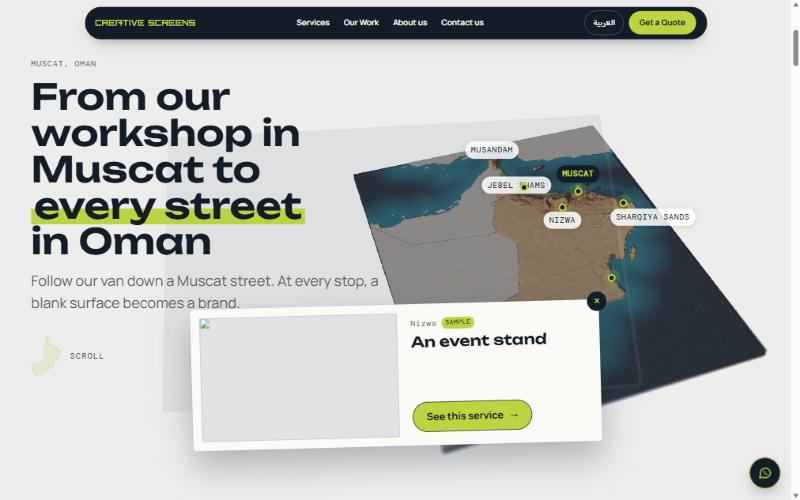 CREATIVE SCREENS
Services
Our Work
About us
Contact us
العربية
Get a Quote
MUSCAT, OMAN
From our
workshop in
Muscat to
every street
in Oman
Follow our van down a Muscat street. At every stop, a
blank surface becomes a brand.
SCROLL
MUSANDAM
JEBEL SHAMS
MUSCAT
NIZWA
SHARQIYA SANDS
Nizwa SAMPLE
An event stand
See this service →
×